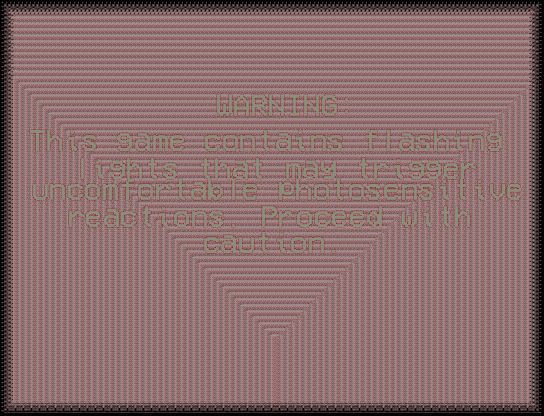 WARNING
This game contains flashing
lights that may trigger
uncomfortable photosensitive
reactions. Proceed with
caution